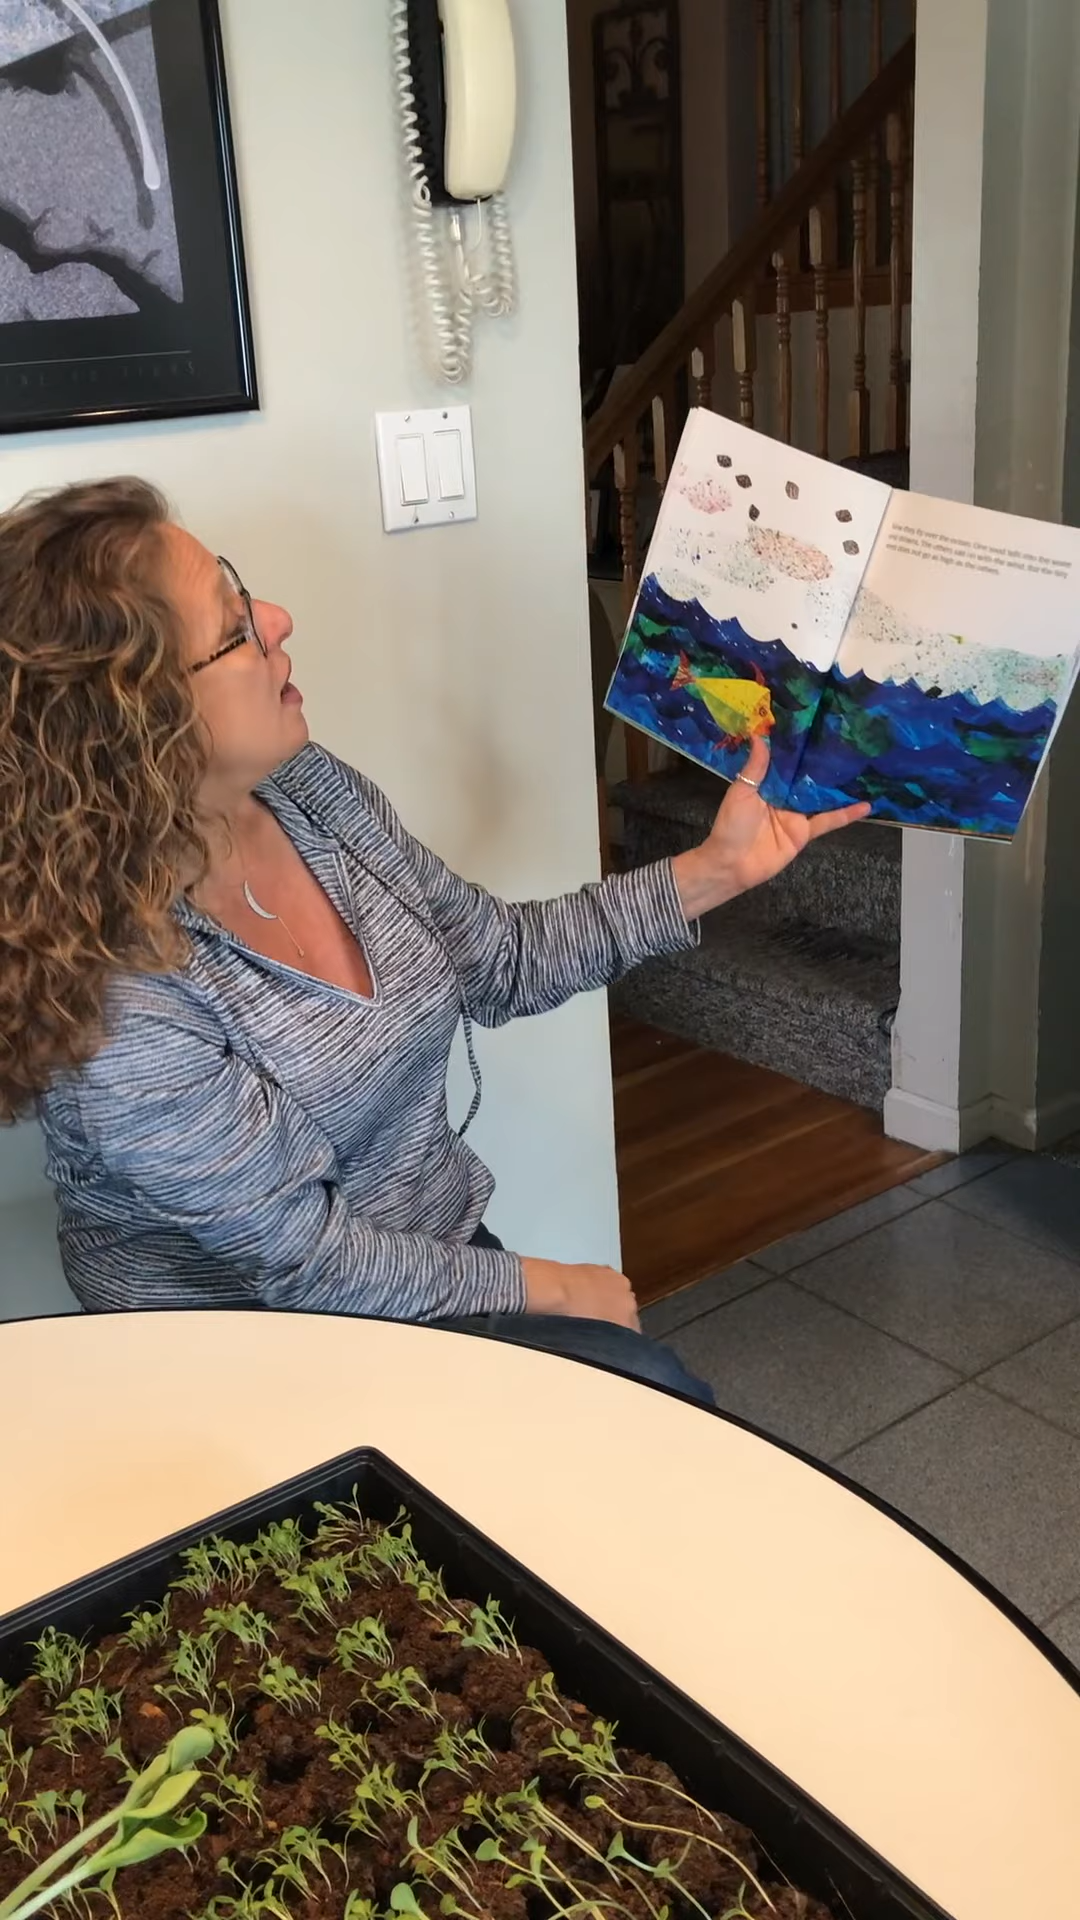 Now they fly over the ocean. One seed falls into the water
and drowns. The others sail on with the wind. But the tiny
seed does not go as high as the others.